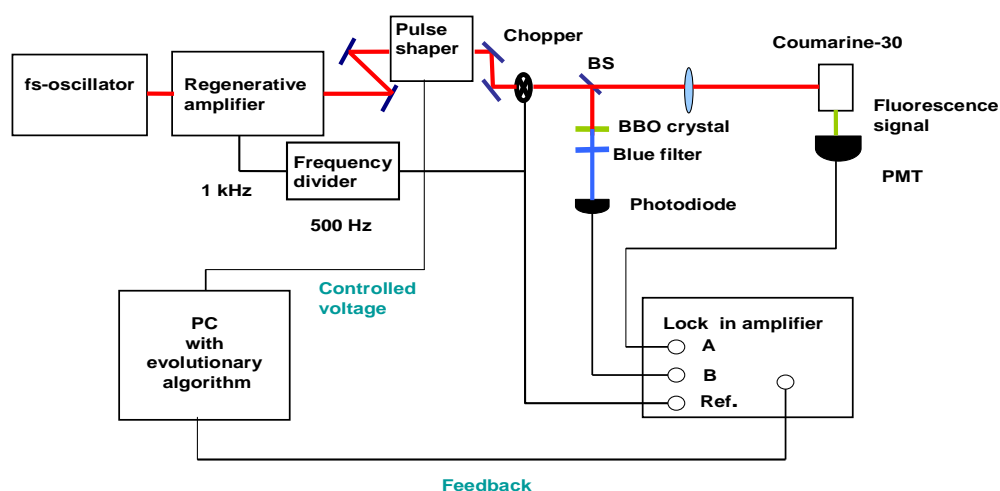 Pulse
shaper
Chopper
Coumarine-30
BS
fs-oscillator
Regenerative
amplifier
Fluorescence
signal
BBO crystal
Blue filter
Frequency
divider
PMT
1 kHz
Photodiode
500 Hz
Controlled
voltage
PC
with
evolutionary
algorithm
Lock in amplifier
A
B
Ref.
Feedback